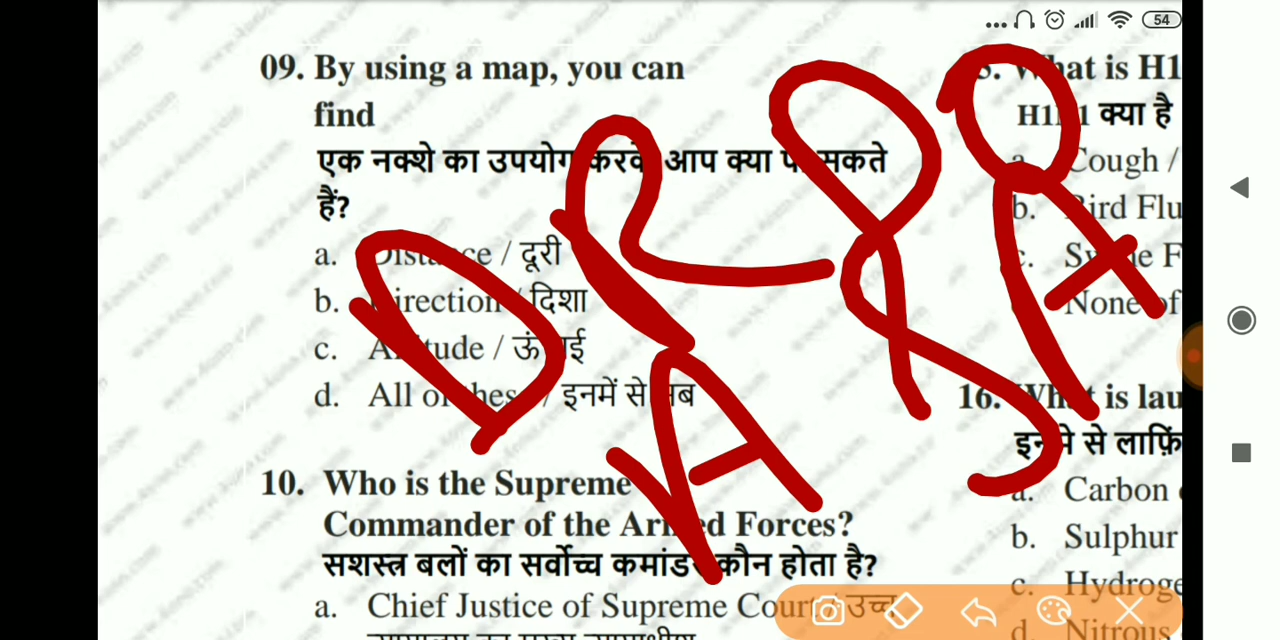 54
09. By using a map, you can
find
एक नक्शे का उपयोग करके आप क्या पा सकते
हैं?
a. Distance / दूरी
b. Direction / दिशा
c. Altitude / ऊंचाई
d. All of these / इनमें से सब
10. Who is the Supreme
Commander of the Armed Forces?
सशस्त्र बलों का सर्वोच्च कमांडर कौन होता है?
a. Chief Justice of Supreme Court / उच्च
What is H1
H1N1 क्या है
a. Cough /
b. Bird Flu
c. Swine F
None of
16. What is lau
इनमे से लाफ़िं
a. Carbon
b. Sulphur
c. Hydroge
d. Nitrous